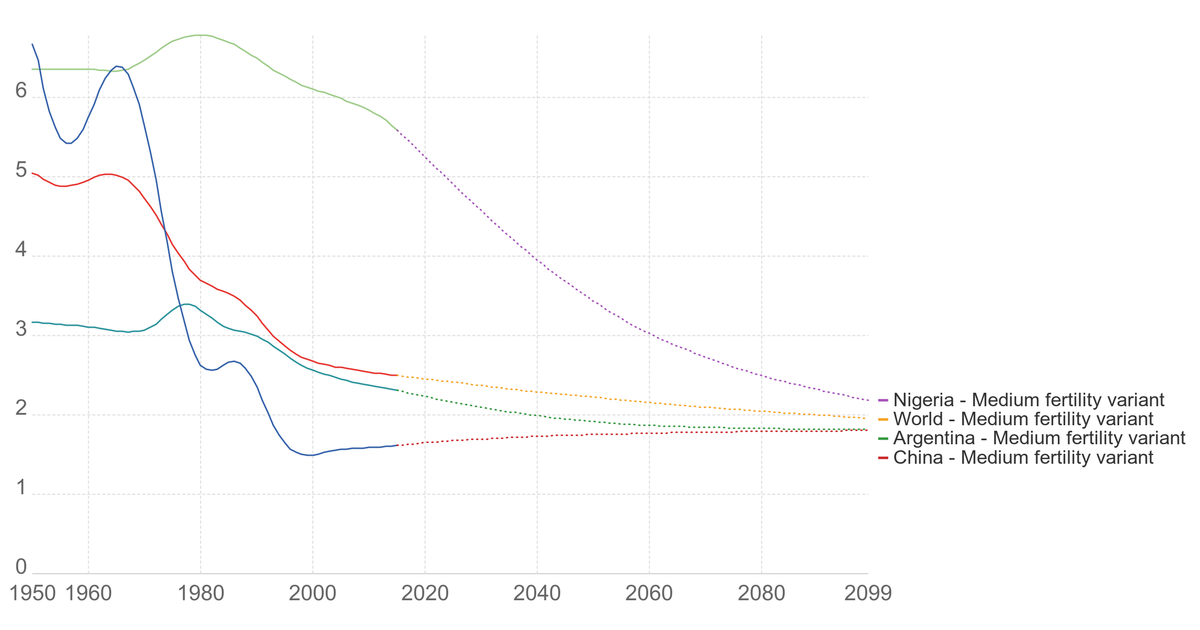 6
5
4
3
2
1
0
1950 1960 1980 2000 2020 2040 2060 2080 2099
Nigeria - Medium fertility variant
World - Medium fertility variant
Argentina - Medium fertility variant
China - Medium fertility variant